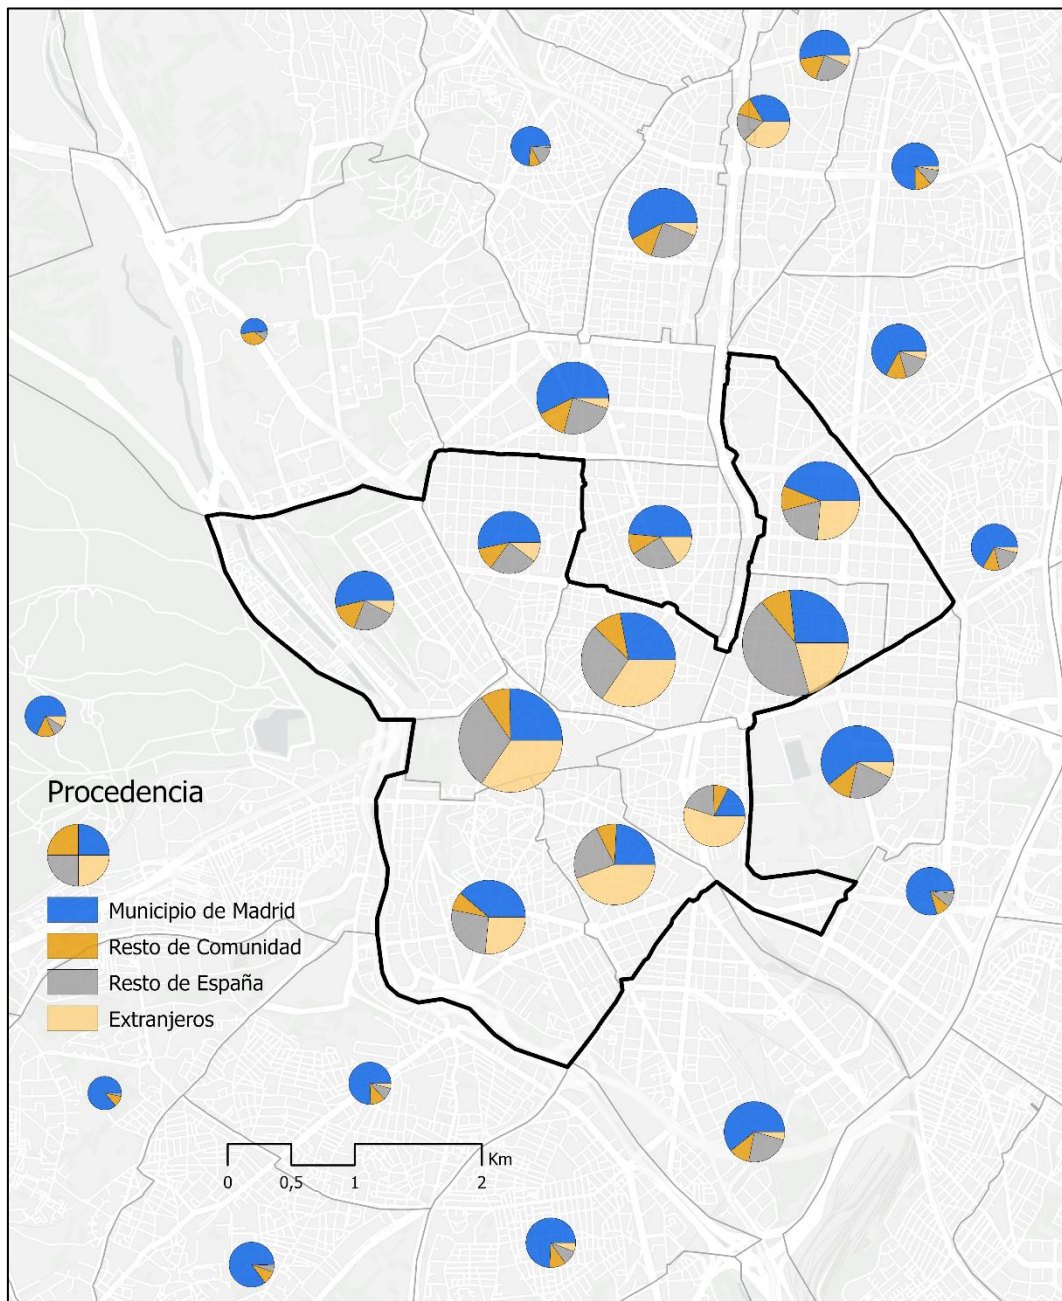 Procedencia
Municipio de Madrid
Resto de Comunidad
Resto de España
Extranjeros
Km
0 0,5 1 2